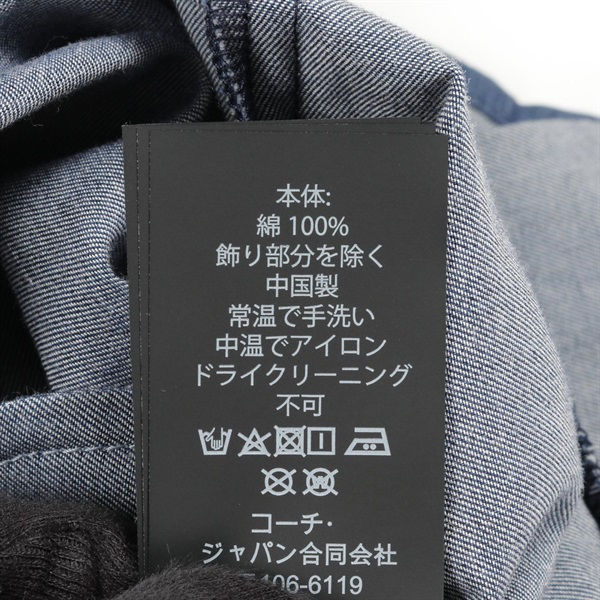 本体:
綿 100%
飾り部分を除く
中国製
常温で手洗い
中温でアイロン
ドライクリーニング
不可
コーチ・
ジャパン合同会社
106-6119